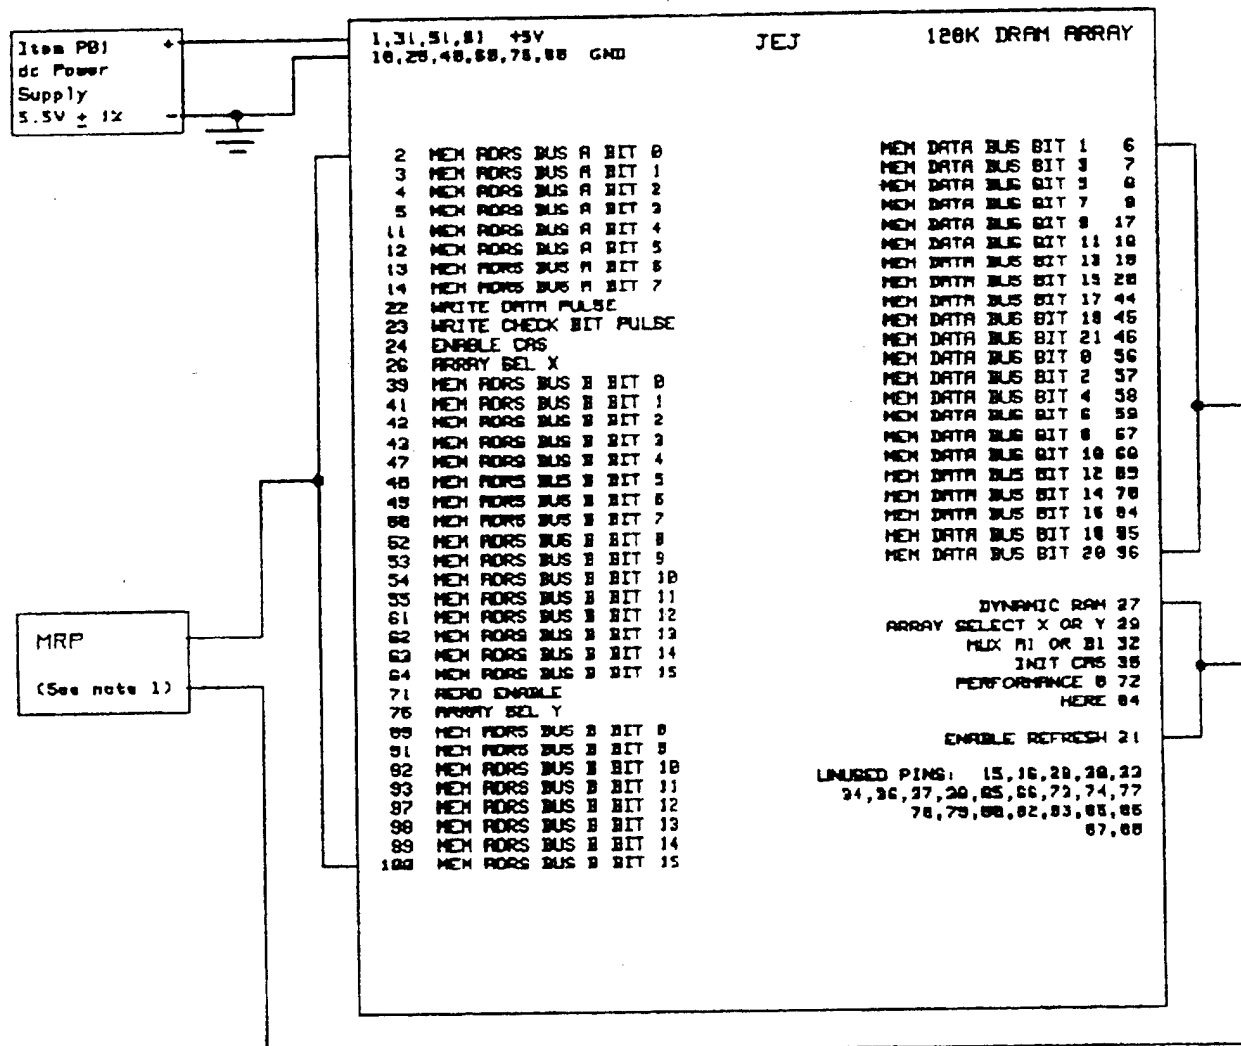 Item PB1 +
dc Power
Supply
5.5V ± 1% -
1,31,51,81 +5V
10,25,40,60,75,  GND
JEJ
128K DRAM ARRAY
2 MEM ADRS BUS A BIT 0
3 MEM ADRS BUS A BIT 1
4 MEM ADRS BUS A BIT 2
5 MEM ADRS BUS A BIT 3
11 MEM ADRS BUS A BIT 4
12 MEM ADRS BUS A BIT 5
13 MEM ADRS BUS A BIT 6
14 MEM ADRS BUS A BIT 7
22 WRITE DATA PULSE
23 WRITE CHECK BIT PULSE
24 ENABLE CAS
26 ARRAY SEL X
39 MEM ADRS BUS B BIT 0
41 MEM ADRS BUS B BIT 1
42 MEM ADRS BUS B BIT 2
43 MEM ADRS BUS B BIT 3
47 MEM ADRS BUS B BIT 4
48 MEM ADRS BUS B BIT 5
49 MEM ADRS BUS B BIT 6
50 MEM ADRS BUS B BIT 7
52 MEM ADRS BUS B BIT 8
53 MEM ADRS BUS B BIT 9
54 MEM ADRS BUS B BIT 10
55 MEM ADRS BUS B BIT 11
61 MEM ADRS BUS B BIT 12
62 MEM ADRS BUS B BIT 13
63 MEM ADRS BUS B BIT 14
64 MEM ADRS BUS B BIT 15
71 READ ENABLE
76 ARRAY SEL Y
MEM ADRS BUS B BIT 8
91 MEM ADRS BUS B BIT 9
92 MEM ADRS BUS B BIT 10
93 MEM ADRS BUS B BIT 11
97 MEM ADRS BUS B BIT 12
98 MEM ADRS BUS B BIT 13
99 MEM ADRS BUS B BIT 14
100 MEM ADRS BUS B BIT 15
MEM DATA BUS BIT 1 6
MEM DATA BUS BIT 3 7
MEM DATA BUS BIT 5 8
MEM DATA BUS BIT 7 9
MEM DATA BUS BIT 9 17
MEM DATA BUS BIT 11 18
MEM DATA BUS BIT 13 19
MEM DATA BUS BIT 15 20
MEM DATA BUS BIT 17 44
MEM DATA BUS BIT 19 45
MEM DATA BUS BIT 21 46
MEM DATA BUS BIT 0 56
MEM DATA BUS BIT 2 57
MEM DATA BUS BIT 4 58
MEM DATA BUS BIT 6 59
MEM DATA BUS BIT 8 67
MEM DATA BUS BIT 10 68
MEM DATA BUS BIT 12 69
MEM DATA BUS BIT 14 70
MEM DATA BUS BIT 16 94
MEM DATA BUS BIT 18 95
MEM DATA BUS BIT 20 96
DYNAMIC RAM 27
ARRAY SELECT X OR Y 29
MUX A1 OR B1 32
INIT CAS 35
PERFORMANCE B 72
HERE 84
ENABLE REFRESH 21
UNUSED PINS: 15,16,
73,74,77
78,79,80,82,83,
MRP
(See note 1)